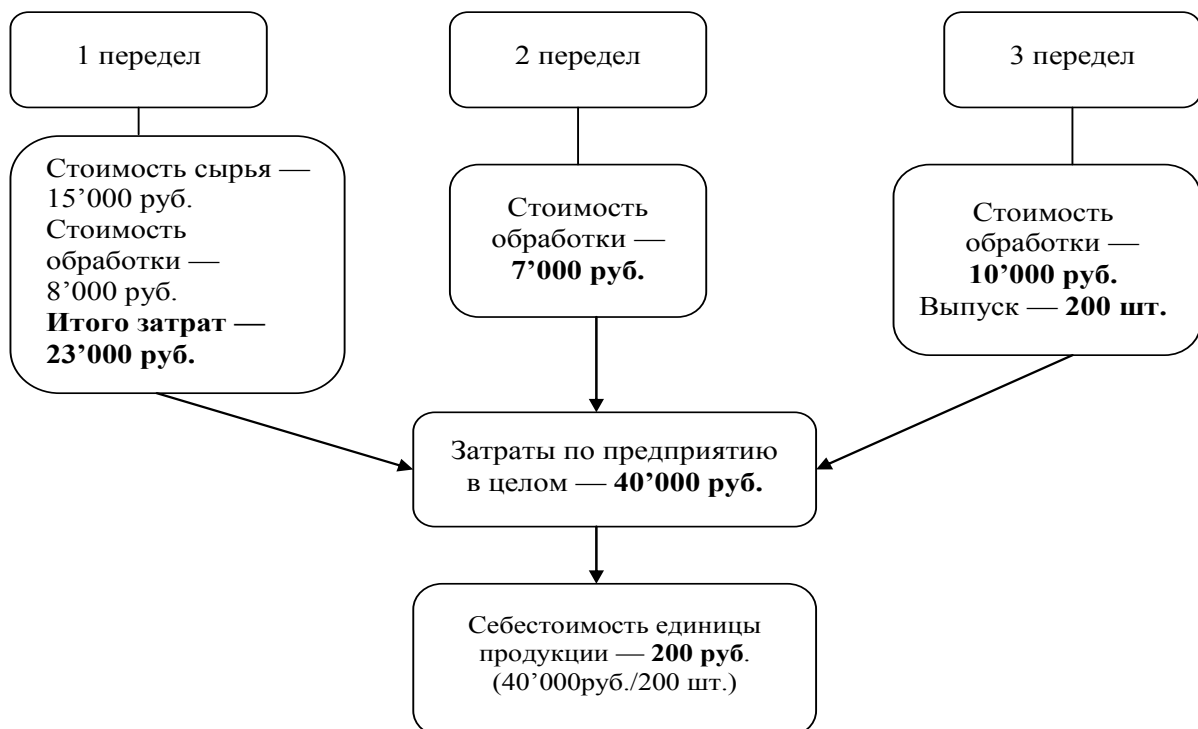 1 передел
2 передел
3 передел
Стоимость сырья —
15’000 руб.
Стоимость
обработки —
8’000 руб.
Итого затрат —
23’000 руб.
Стоимость
обработки —
7’000 руб.
Стоимость
обработки —
10’000 руб.
Выпуск — 200 шт.
Затраты по предприятию
в целом — 40’000 руб.
Себестоимость единицы
продукции — 200 руб.
(40’000руб./200 шт.)